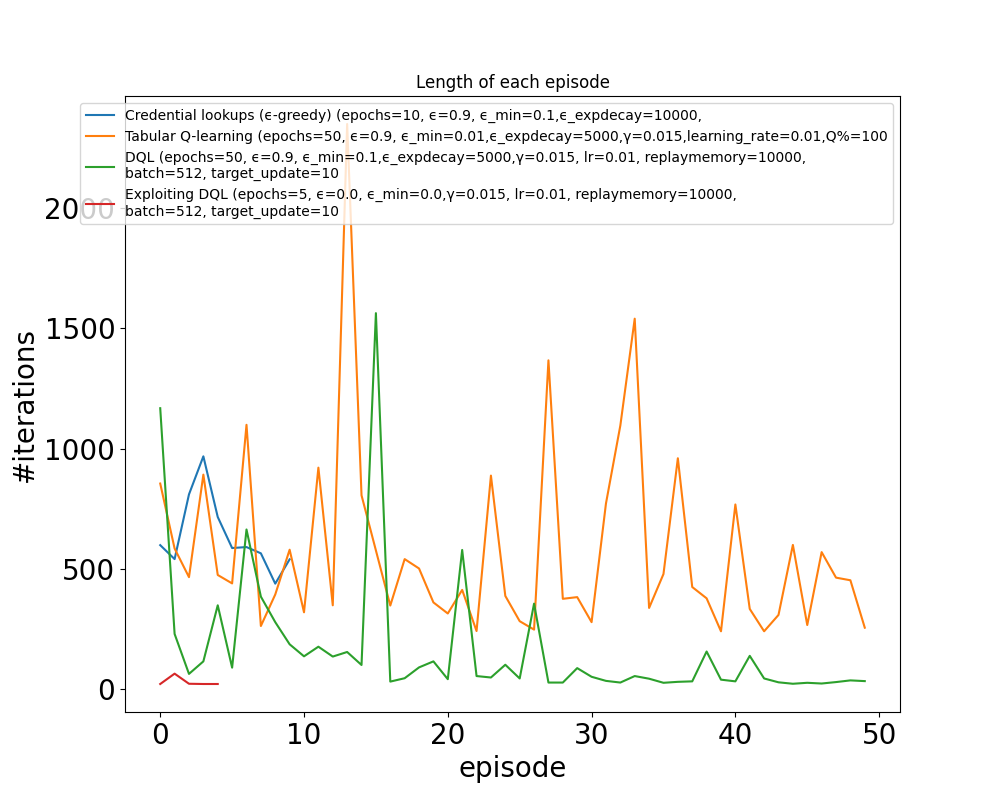 Length of each episode
Credential lookups (ϵ-greedy) (epochs=10, ϵ=0.9, ϵ_min=0.1,ϵ_expdecay=10000,
Tabular Q-learning (epochs=50, ϵ=0.9, ϵ_min=0.01,ϵ_expdecay=5000,γ=0.015,learning_rate=0.01,Q%=100
DQL (epochs=50, ϵ=0.9, ϵ_min=0.1,ϵ_expdecay=5000,γ=0.015, lr=0.01, replaymemory=10000,
batch=512, target_update=10
Exploiting DQL (epochs=5, ϵ=0.0, ϵ_min=0.0,γ=0.015, lr=0.01, replaymemory=10000,
batch=512, target_update=10
2000
1500
1000
500
0
#iterations
0 10 20 30 40 50
episode